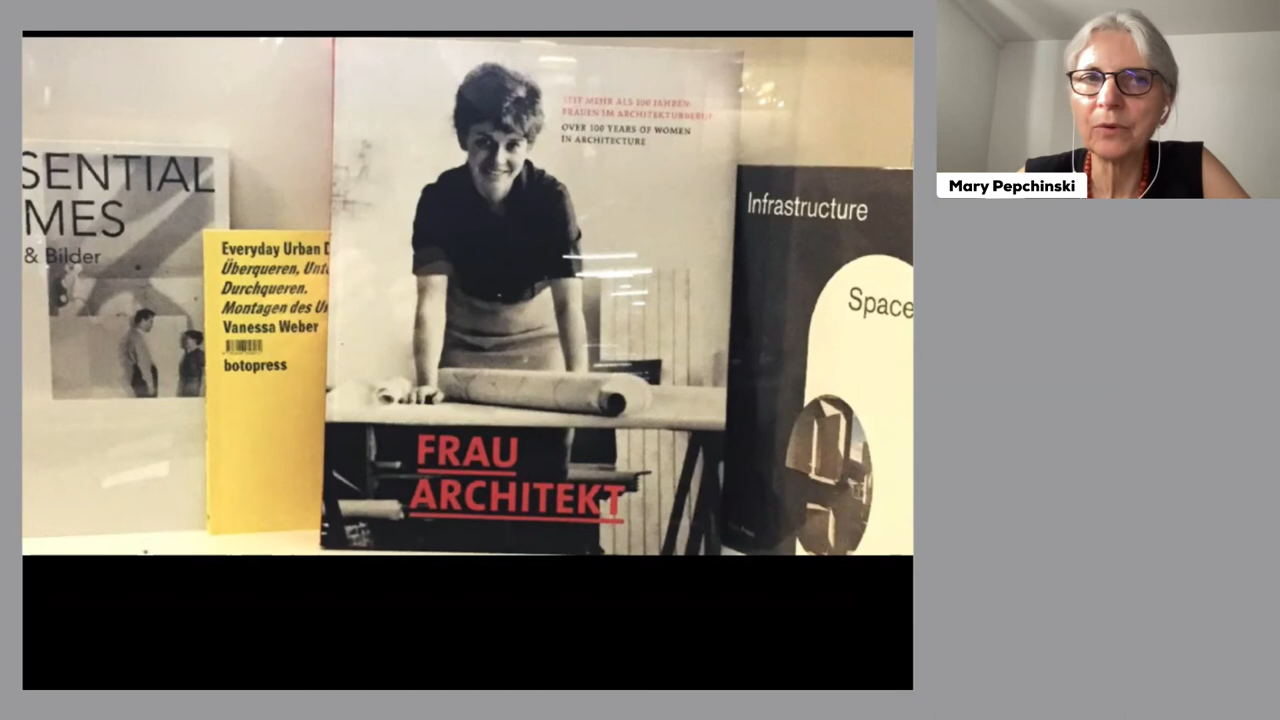 SENTIAL
MES
& Bilder
Everyday Urban D
Überqueren, Unt
Durchqueren.
Montagen des Ur
Vanessa Weber
botopress
SEIT MEHR ALS 100 JAHREN:
FRAUEN IM ARCHITEKTURBERUF
OVER 100 YEARS OF WOMEN
IN ARCHITECTURE
FRAU
ARCHITEKT
Infrastructure
Space
Mary Pepchinski